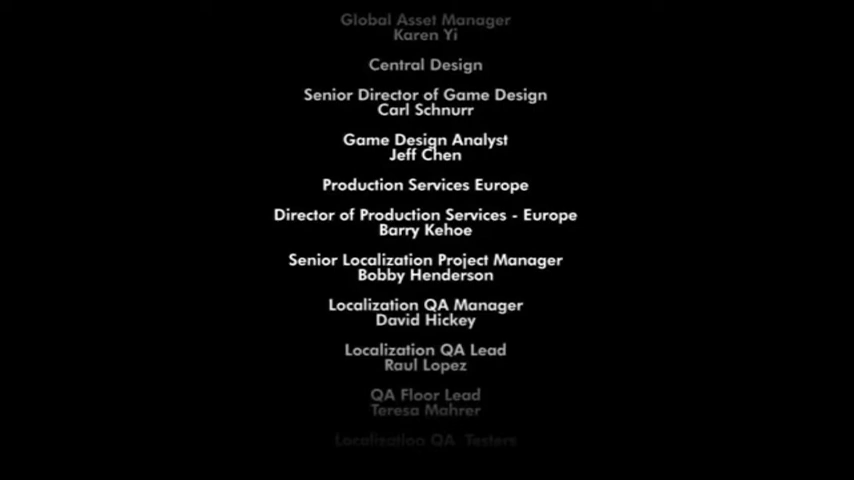 Global Asset Manager
Karen Yi
Central Design
Senior Director of Game Design
Carl Schnurr
Game Design Analyst
Jeff Chen
Production Services Europe
Director of Production Services - Europe
Barry Kehoe
Senior Localization Project Manager
Bobby Henderson
Localization QA Manager
David Hickey
Localization QA Lead
Raul Lopez
QA Floor Lead
Teresa Mahrer
Localization QA Testers